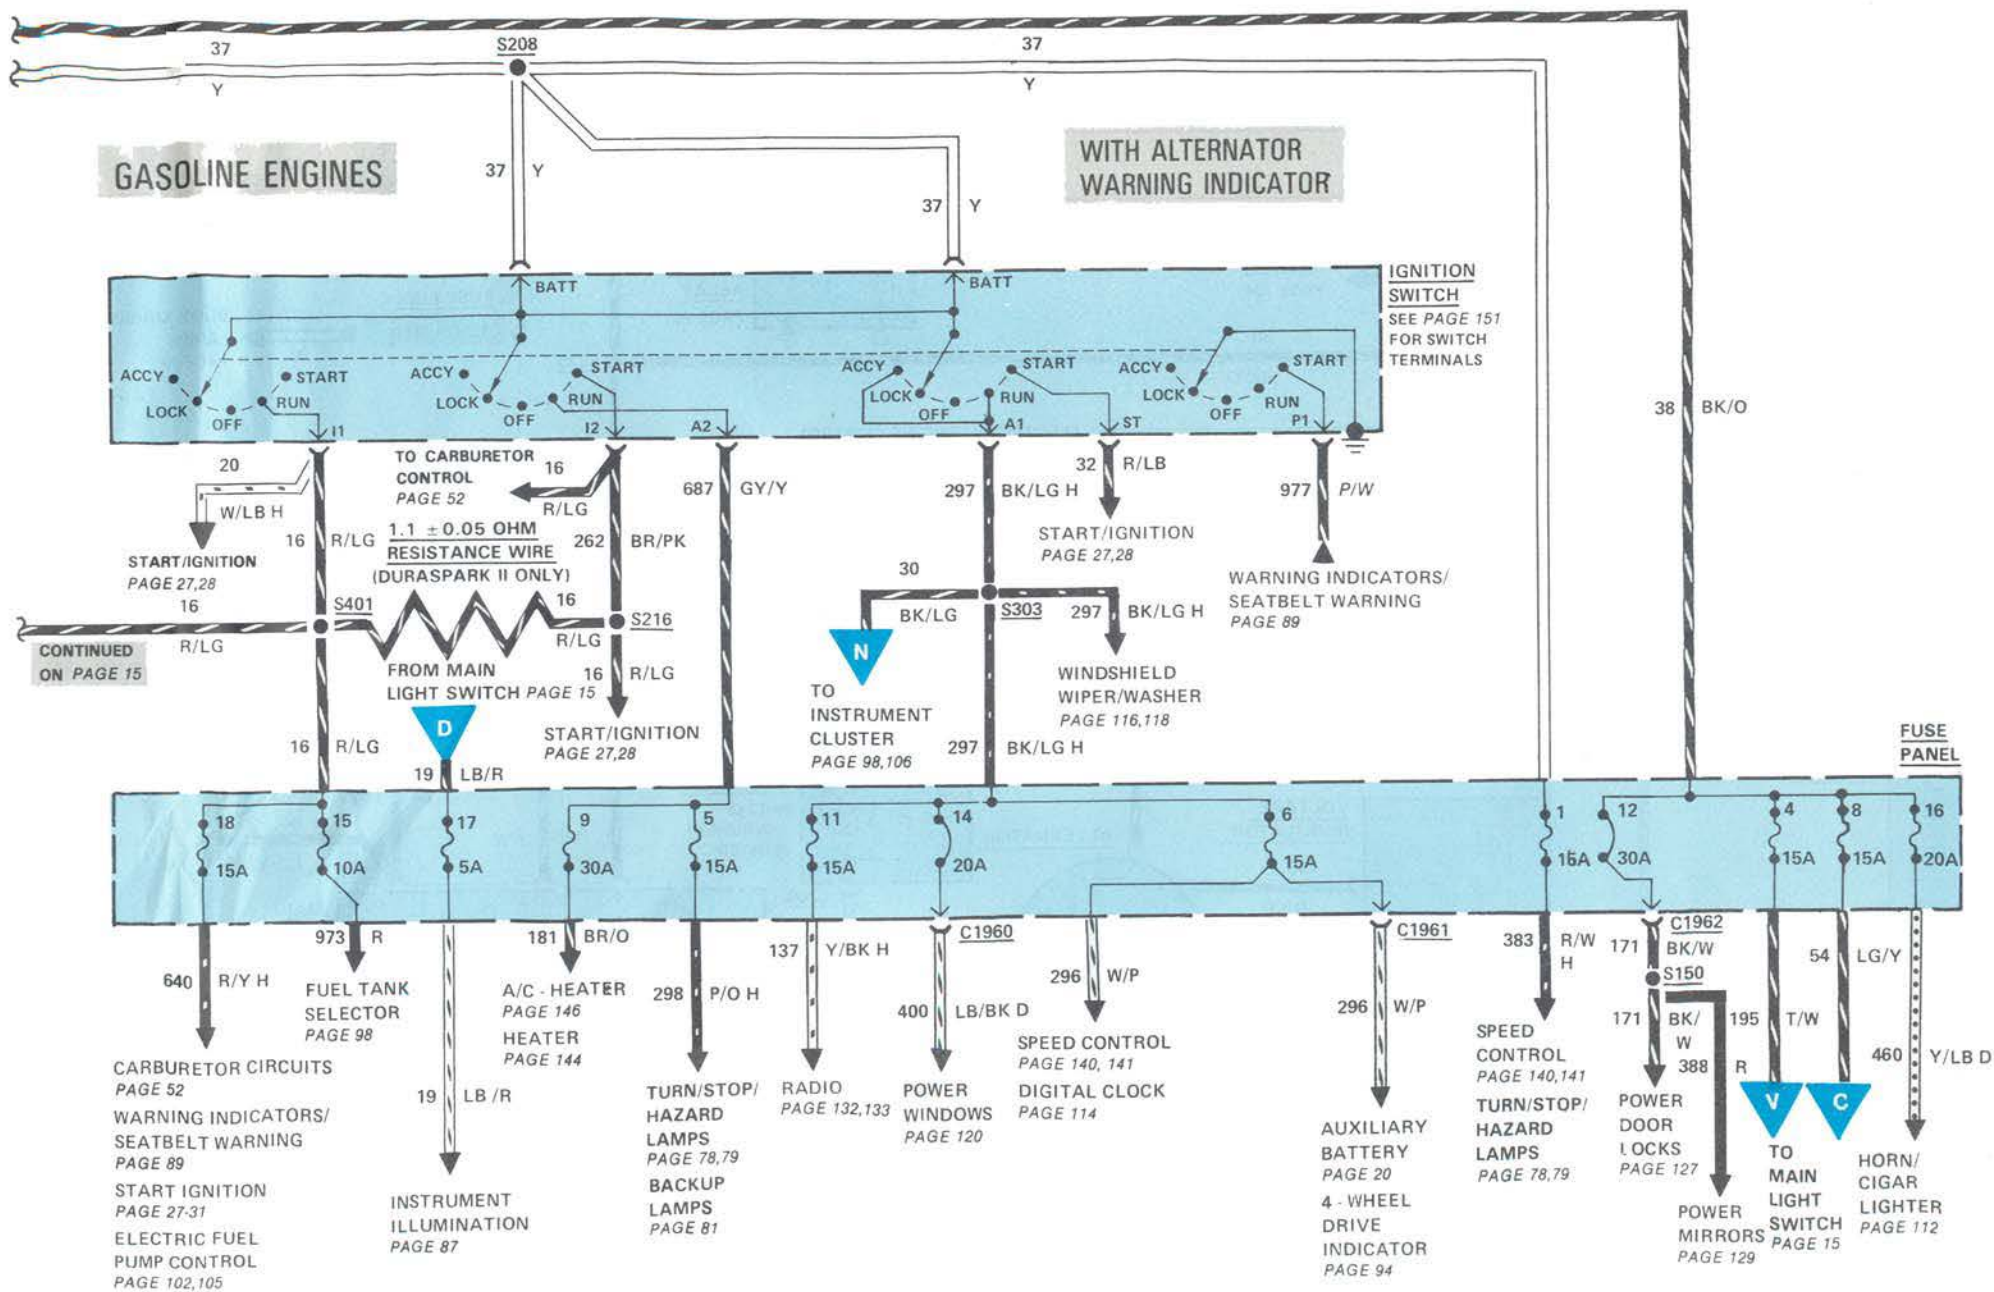 37
S208
37
Y
Y
GASOLINE ENGINES
WITH ALTERNATOR
WARNING INDICATOR
37 Y
37 Y
BATT
BATT
IGNITION
SWITCH
SEE PAGE 151
FOR SWITCH
TERMINALS
ACCY
START
LOCK
OFF
RUN
I1
ACCY
START
LOCK
OFF
RUN
I2
A2
ACCY
START
LOCK
OFF
RUN
A1
ST
ACCY
START
LOCK
OFF
RUN
P1
38 BK/O
20
W/LB H
START/IGNITION
PAGE 27,28
16 R/LG
TO CARBURETOR
CONTROL
PAGE 52
16
R/LG
1.1 ±0.05 OHM
RESISTANCE WIRE
(DURASPARK II ONLY)
262 BR/PK
687 GY/Y
297 BK/LG H
32 R/LB
START/IGNITION
PAGE 27,28
977 P/W
WARNING INDICATORS/
SEATBELT WARNING
PAGE 89
16
R/LG
CONTINUED
ON PAGE 15
S401
16
R/LG
S216
16 R/LG
START/IGNITION
PAGE 27,28
FROM MAIN
LIGHT SWITCH PAGE 15
D
30
BK/LG
S303
297 BK/LG H
N
TO
INSTRUMENT
CLUSTER
PAGE 98,106
WINDSHIELD
WIPER/WASHER
PAGE 116,118
16 R/LG
19 LB/R
297 BK/LG H
FUSE
PANEL
18
15A
15
10A
17
5A
9
30A
5
15A
11
15A
14
20A
6
15A
1
15A
12
30A
4
15A
8
15A
16
20A
640 R/Y H
CARBURETOR CIRCUITS
PAGE 52
WARNING INDICATORS/
SEATBELT WARNING
PAGE 89
START IGNITION
PAGE 27-31
ELECTRIC FUEL
PUMP CONTROL
PAGE 102,105
973 R
FUEL TANK
SELECTOR
PAGE 98
19 LB/R
INSTRUMENT
ILLUMINATION
PAGE 87
181 BR/O
A/C - HEATER
PAGE 146
HEATER
PAGE 144
298 P/O H
TURN/STOP/
HAZARD
LAMPS
PAGE 78,79
BACKUP
LAMPS
PAGE 81
137 Y/BK H
RADIO
PAGE 132,133
C1960
400 LB/BK D
POWER
WINDOWS
PAGE 120
296 W/P
SPEED CONTROL
PAGE 140, 141
DIGITAL CLOCK
PAGE 114
C1961
296 W/P
AUXILIARY
BATTERY
PAGE 20
4 - WHEEL
DRIVE
INDICATOR
PAGE 94
383 R/W
H
SPEED
CONTROL
PAGE 140,141
TURN/STOP/
HAZARD
LAMPS
PAGE 78,79
C1962
171 BK/W
S150
171 BK/
W
POWER
DOOR
LOCKS
PAGE 127
388 R
POWER
MIRRORS
PAGE 129
195 T/W
V
54 LG/Y
C
TO
MAIN
LIGHT
SWITCH
PAGE 15
460 Y/LB D
HORN/
CIGAR
LIGHTER
PAGE 112